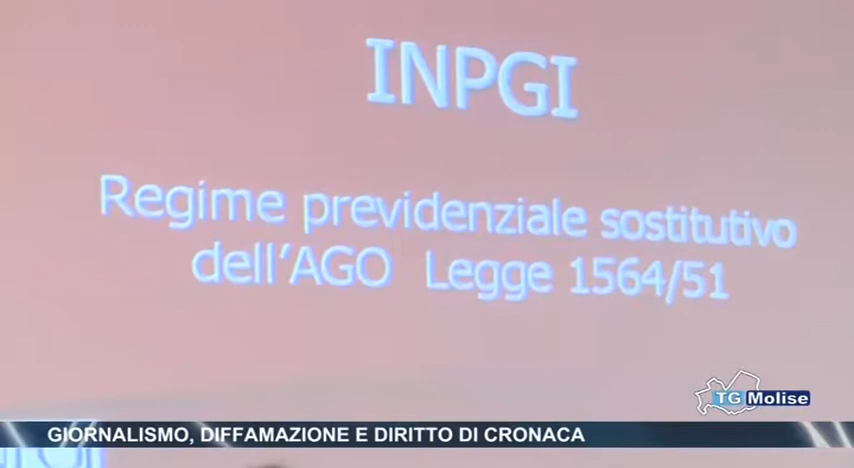 INPGI
Regime previdenziale sostitutivo
dell'AGO Legge 1564/51
TG Molise
GIORNALISMO, DIFFAMAZIONE E DIRITTO DI CRONACA